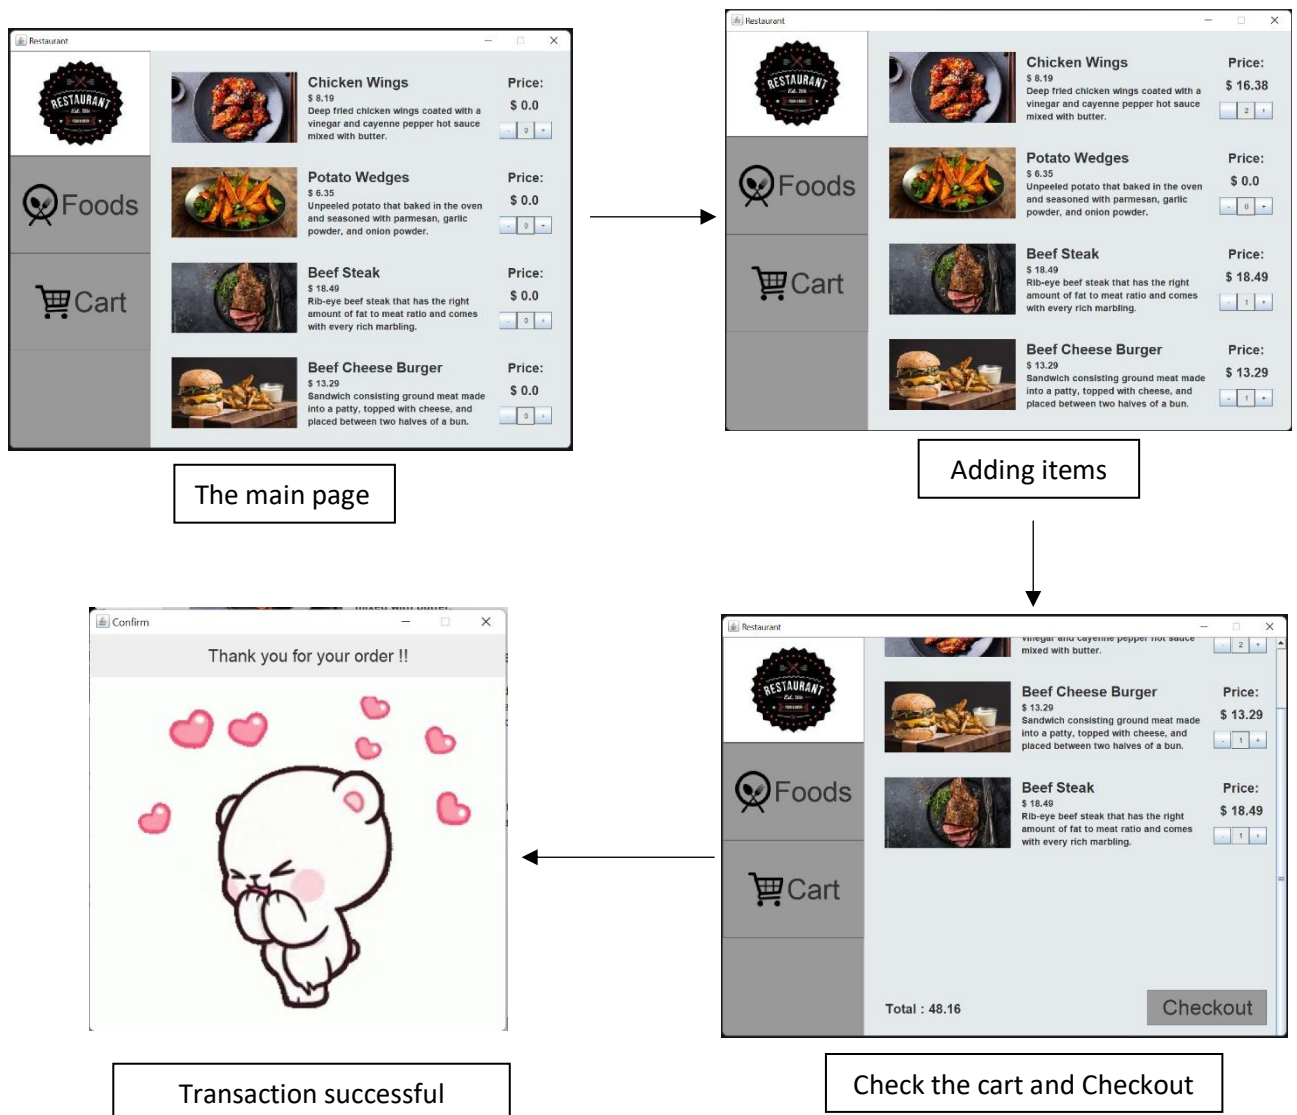 Restaurant
RESTAURANT
Foods
Cart
Chicken Wings
$ 8.19
Deep fried chicken wings coated with a
vinegar and cayenne pepper hot sauce
mixed with butter.
Price:
$ 0.0
- 0 +
Potato Wedges
$ 6.35
Unpeeled potato that baked in the oven
and seasoned with parmesan, garlic
powder, and onion powder.
Price:
$ 0.0
- 0 +
Beef Steak
$ 18.49
Rib-eye beef steak that has the right
amount of fat to meat ratio and comes
with every rich marbling.
Price:
$ 0.0
- 0 +
Beef Cheese Burger
$ 13.29
Sandwich consisting ground meat made
into a patty, topped with cheese, and
placed between two halves of a bun.
Price:
$ 0.0
- 0 +
The main page
Restaurant
RESTAURANT
Foods
Cart
Chicken Wings
$ 8.19
Deep fried chicken wings coated with a
vinegar and cayenne pepper hot sauce
mixed with butter.
Price:
$ 16.38
- 2 +
Potato Wedges
$ 6.35
Unpeeled potato that baked in the oven
and seasoned with parmesan, garlic
powder, and onion powder.
Price:
$ 0.0
- 0 +
Beef Steak
$ 18.49
Rib-eye beef steak that has the right
amount of fat to meat ratio and comes
with every rich marbling.
Price:
$ 18.49
- 1 +
Beef Cheese Burger
$ 13.29
Sandwich consisting ground meat made
into a patty, topped with cheese, and
placed between two halves of a bun.
Price:
$ 13.29
- 1 +
Adding items
Restaurant
RESTAURANT
Foods
Cart
vinegar and cayenne pepper hot sauce
mixed with butter.
- 2 +
Beef Cheese Burger
$ 13.29
Sandwich consisting ground meat made
into a patty, topped with cheese, and
placed between two halves of a bun.
Price:
$ 13.29
- 1 +
Beef Steak
$ 18.49
Rib-eye beef steak that has the right
amount of fat to meat ratio and comes
with every rich marbling.
Price:
$ 18.49
- 1 +
Total : 48.16
Checkout
Check the cart and Checkout
mixed with butter.
Confirm
Thank you for your order !!
Transaction successful